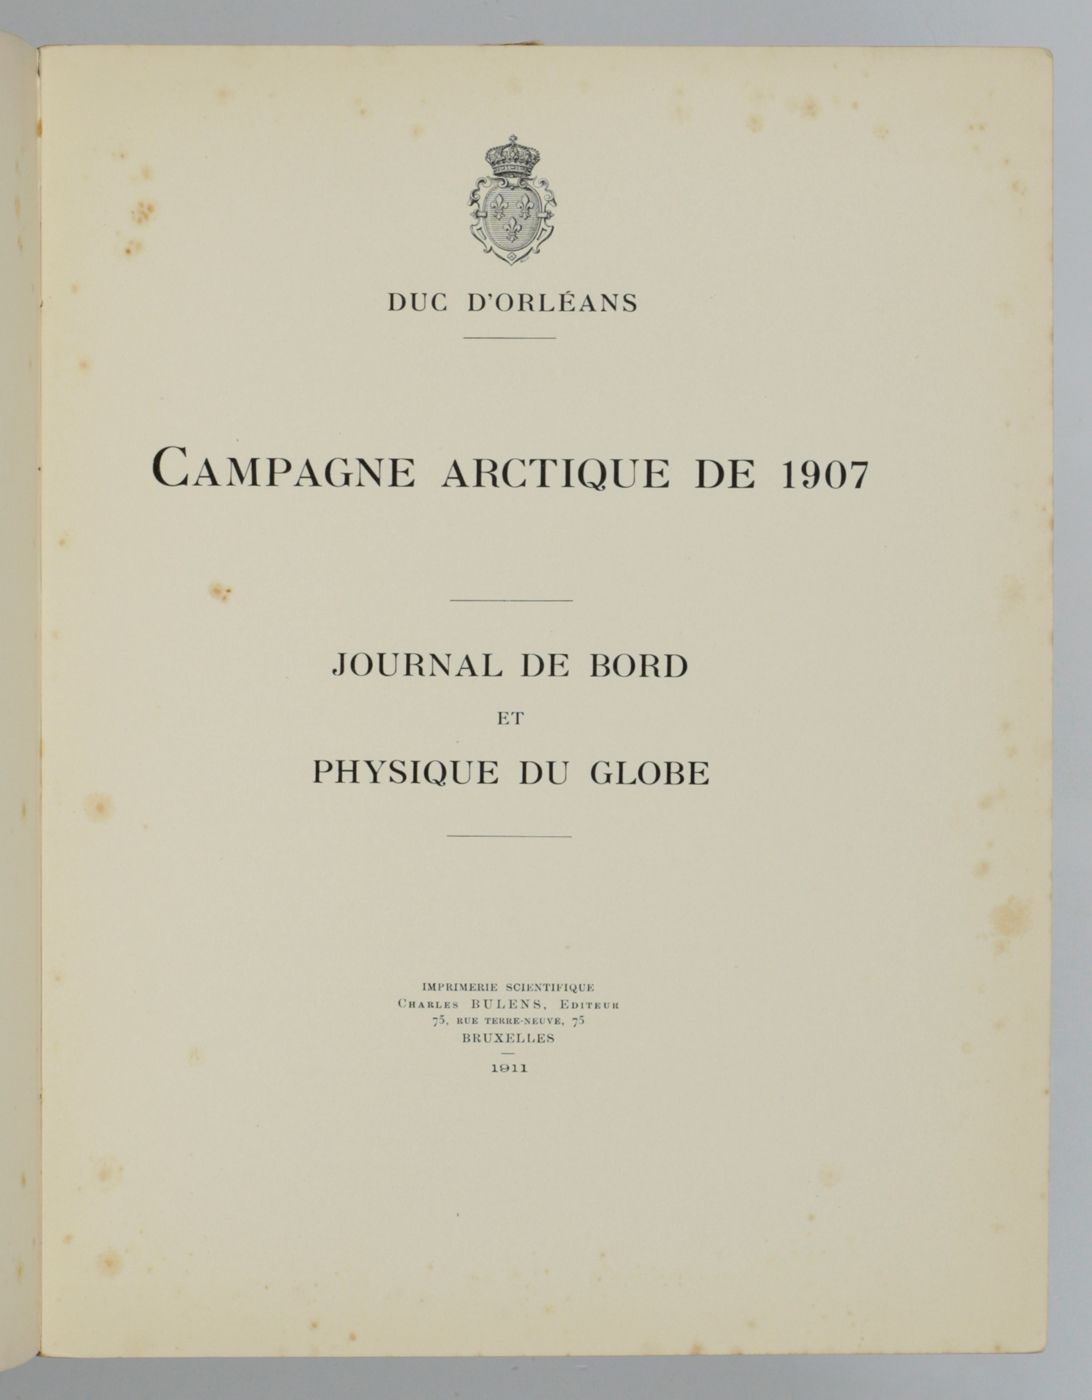 DUC D'ORLÉANS
CAMPAGNE ARCTIQUE DE 1907
JOURNAL DE BORD
ET
PHYSIQUE DU GLOBE
IMPRIMERIE SCIENTIFIQUE
CHARLES BULENS, EDITEUR
75, RUE TERRE-NEUVE, 75
BRUXELLES
1911